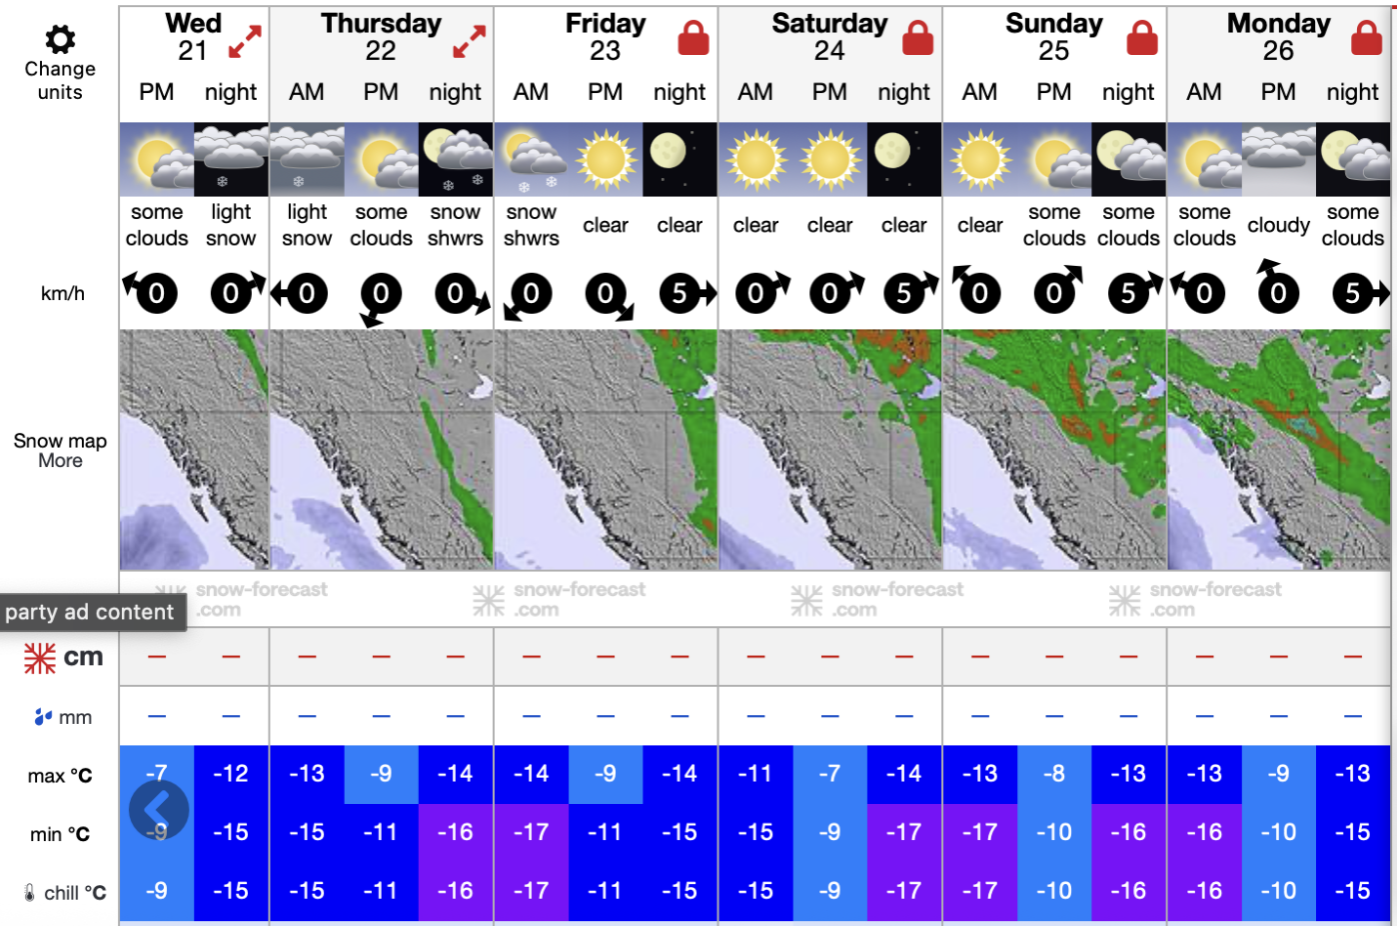 Change
units
Wed Thursday Friday Saturday Sunday Monday
21 22 23 24 25 26
PM night AM PM night AM PM night AM PM night AM PM night AM PM night
some clouds light snow light snow some clouds snow shwrs snow shwrs clear clear clear clear clear clear some clouds some clouds some clouds cloudy some clouds
km/h 0 0 0 0 0 0 0 5 0 0 5 0 0 5 0 0 5
Snow map
More
snow-forecast snow-forecast snow-forecast snow-forecast
.com .com .com .com
party ad content
cm — — — — — — — — — — — — — — — — —
mm — — — — — — — — — — — — — — — — —
max °C -7 -12 -13 -9 -14 -14 -9 -14 -11 -7 -14 -13 -8 -13 -13 -9 -13
min °C -9 -15 -15 -11 -16 -17 -11 -15 -15 -9 -17 -17 -10 -16 -16 -10 -15
chill °C -9 -15 -15 -11 -16 -17 -11 -15 -15 -9 -17 -17 -10 -16 -16 -10 -15